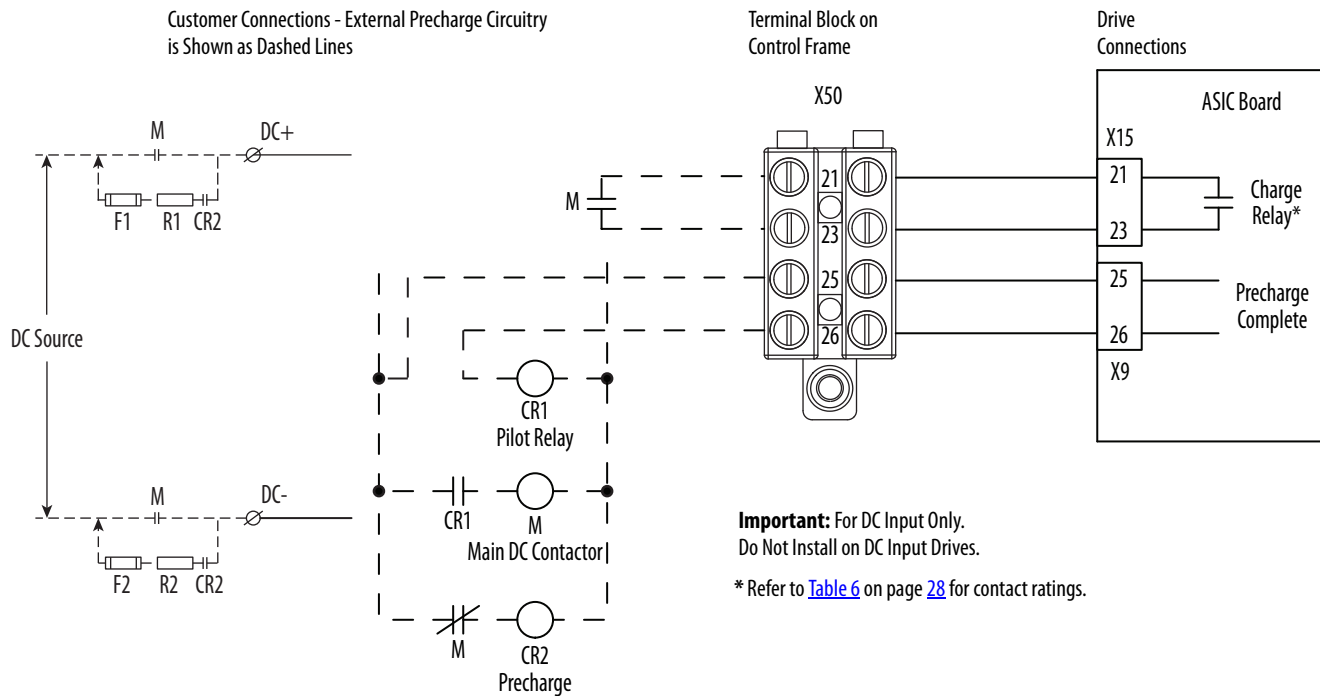 Customer Connections - External Precharge Circuitry
is Shown as Dashed Lines
Terminal Block on
Control Frame
Drive
Connections
X50
ASIC Board
M
DC+
X15
F1
R1
CR2
M
21
23
25
26
21
23
Charge
Relay*
25
26
Precharge
Complete
X9
DC Source
CR1
Pilot Relay
M
DC-
F2
R2
CR2
CR1
M
Main DC Contactor
M
CR2
Precharge
Important: For DC Input Only.
Do Not Install on DC Input Drives.
* Refer to Table 6 on page 28 for contact ratings.